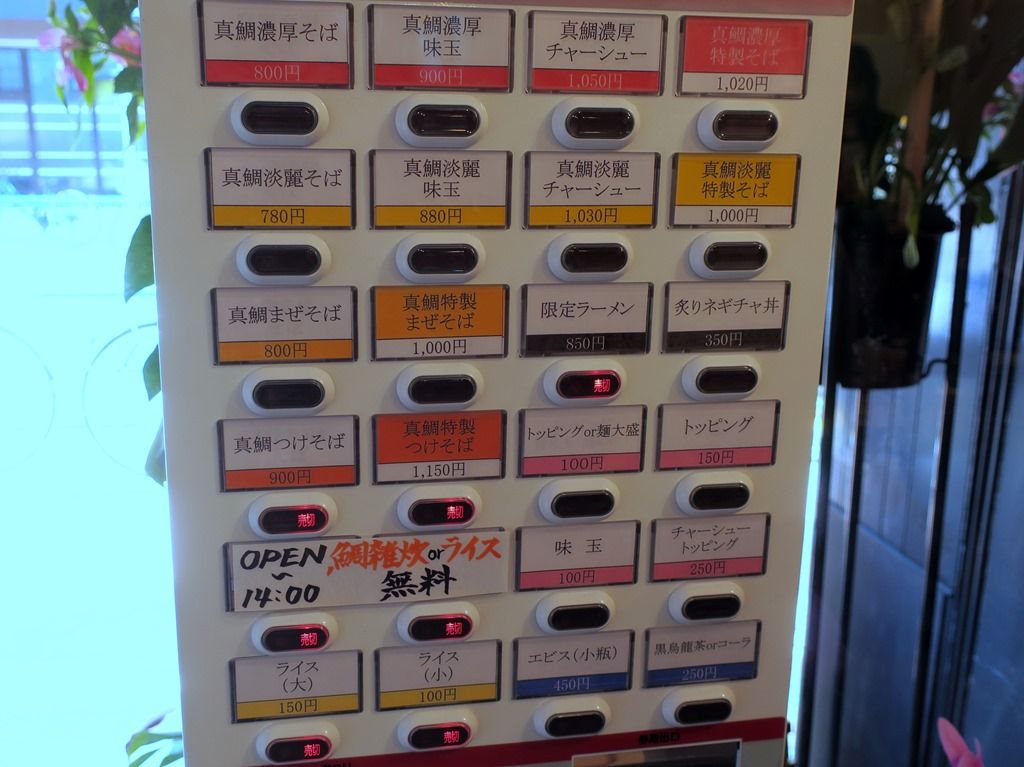 真鯛濃厚そば
800円
真鯛濃厚
味玉
900円
真鯛濃厚
チャーシュー
1,050円
真鯛濃厚
特製そば
1,020円
真鯛淡麗そば
780円
真鯛淡麗
味玉
880円
真鯛淡麗
チャーシュー
1,030円
真鯛淡麗
特製そば
1,000円
真鯛まぜそば
800円
真鯛特製
まぜそば
1,000円
限定ラーメン
850円
炙りネギチャ丼
350円
売切
真鯛つけそば
900円
真鯛特製
つけそば
1,150円
トッピングor麺大盛
100円
トッピング
150円
売切
売切
OPEN
~
14:00
鯛雑炊orライス
無料
味玉
100円
チャーシュー
トッピング
250円
売切
売切
ライス
(大)
150円
ライス
(小)
100円
エビス(小瓶)
450円
黒烏龍茶orコーラ
250円
売切
売切